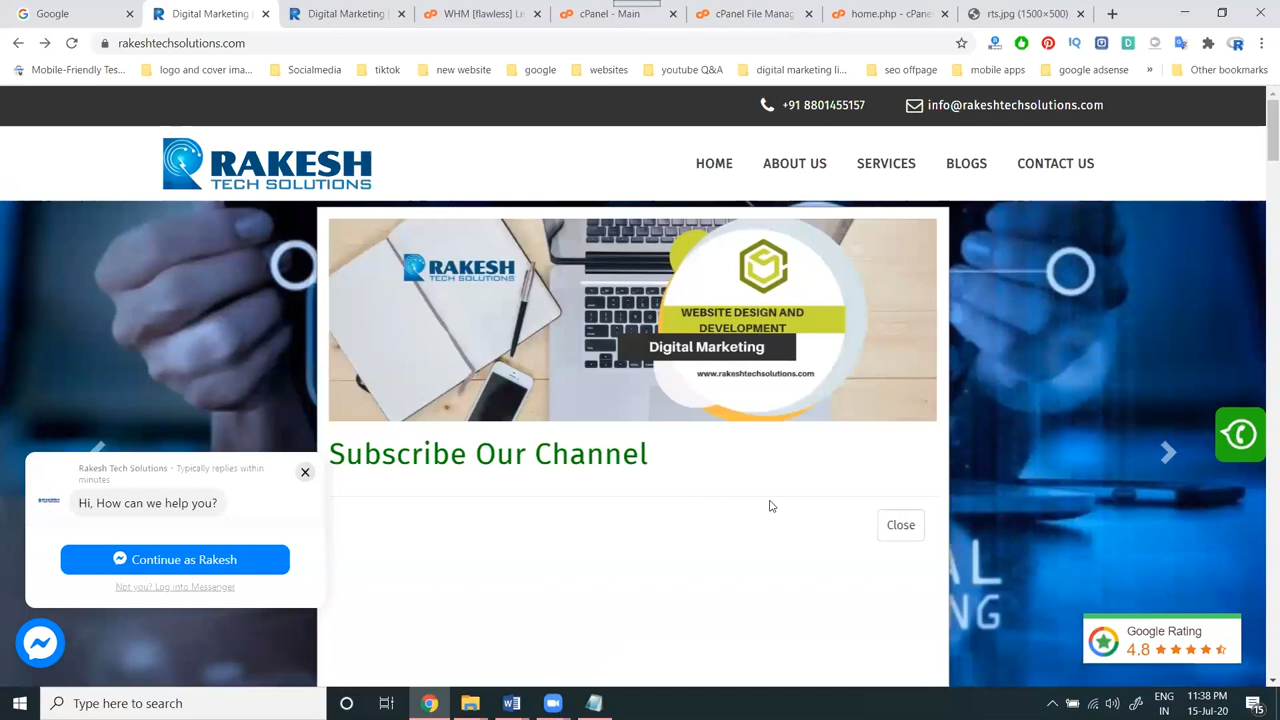 Google
Digital Marketing
Digital Marketing
WHM [flawless] Li
cPanel - Main
cPanel File Manag
home.php - cPane
rts.jpg (1500×500)
rakeshtechsolutions.com
Mobile-Friendly Tes...
logo and cover ima...
Socialmedia
tiktok
new website
google
websites
youtube Q&A
digital marketing li...
seo offpage
mobile apps
google adsense
»
Other bookmarks
+91 8801455157
info@rakeshtechsolutions.com
RAKESH
TECH SOLUTIONS
HOME
ABOUT US
SERVICES
BLOGS
CONTACT US
RAKESH
TECH SOLUTIONS
WEBSITE DESIGN AND
DEVELOPMENT
Digital Marketing
www.rakeshtechsolutions.com
Subscribe Our Channel
Close
Rakesh Tech Solutions • Typically replies within
minutes
Hi, How can we help you?
Continue as Rakesh
Not you? Log into Messenger
Google Rating
4.8
Type here to search
ENG
IN
11:38 PM
15-Jul-20
15